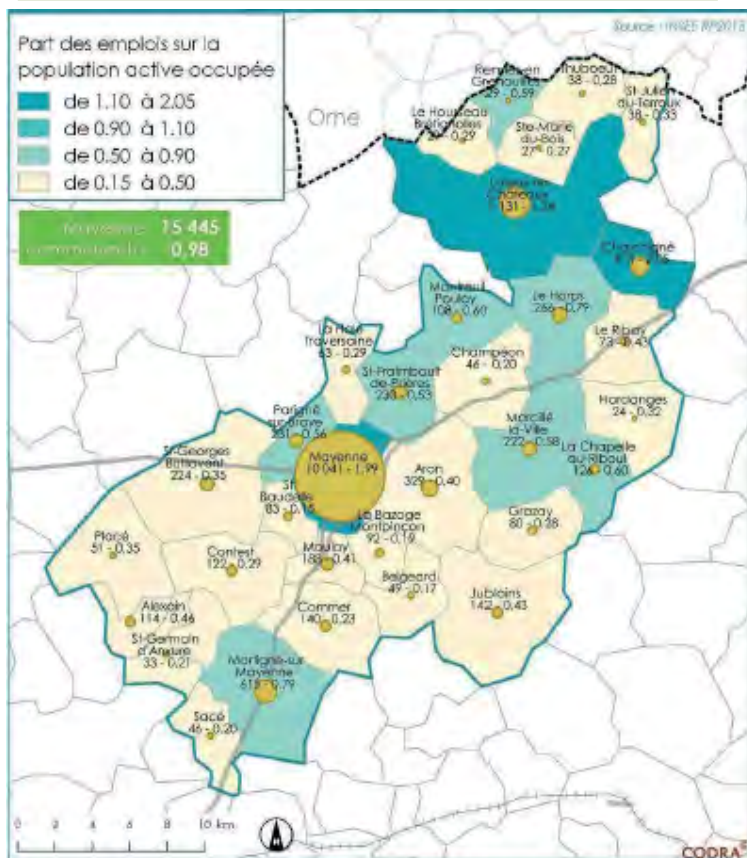 Source : INSEE RP2013
Part des emplois sur la
population active occupée
de 1.10 à 2.05
de 0.90 à 1.10
de 0.50 à 0.90
de 0.15 à 0.50
Orne
15 445
0,98
Rennes-en
Grenouilles
29 - 0,59
Thuboeuf
38 - 0,28
St-Julien
du-Terroux
38 - 0,33
Le Housseau
Brétignolles
0,29
Ste-Marie
du-Bois
27 - 0,27
Charchigné
Montreuil
Poulay
108 - 0,60
Le Horps
266 - 0,79
La Haie
Traversaine
63 - 0,29
Champéon
46 - 0,20
Le Ribay
73 - 0,43
St-Fraimbault
de-Prières
230 - 0,53
Hardanges
24 - 0,32
Parigné
sur-Braye
0,56
Marcillé
la-Ville
222 - 0,58
La Chapelle
au-Riboul
126 - 0,60
Mayenne
10 041 - 1,99
St-Georges
Buttavent
224 - 0,35
Aron
329 - 0,40
St
Baudelle
83 - 0,15
La Bazoge
Montpinçon
92 - 0,19
Grazay
80 - 0,28
Placé
51 - 0,35
Contest
122 - 0,29
Moulay
0,41
Belgeard
49 - 0,17
Jublains
142 - 0,43
Alexain
114 - 0,46
Commer
140 - 0,23
St-Germain
d'Anxure
33 - 0,21
Martigné-sur
Mayenne
0,79
Sacé
46 - 0,20
0 2 4 6 8 10 km
CODRA